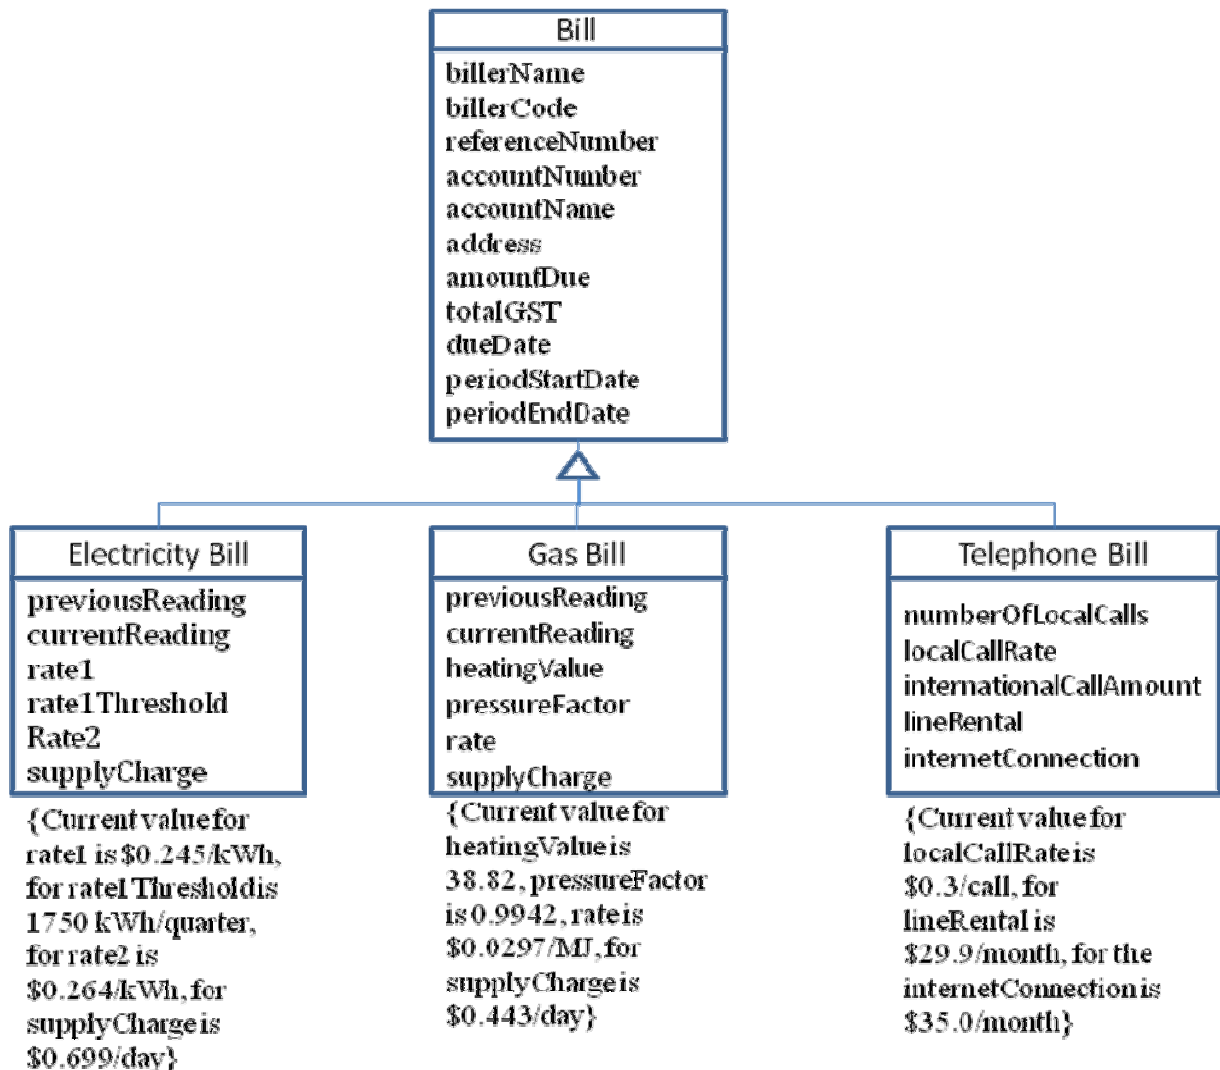 Bill
billerName
billerCode
referenceNumber
accountNumber
accountName
address
amountDue
totalGST
dueDate
periodStartDate
periodEndDate
Electricity Bill
previousReading
currentReading
rate1
rate1Threshold
Rate2
supplyCharge
{Current value for
rate1 is $0.245/kWh,
for rate1Threshold is
1750 kWh/quarter,
for rate2 is
$0.264/kWh, for
supplyCharge is
$0.699/day}
Gas Bill
previousReading
currentReading
heatingValue
pressureFactor
rate
supplyCharge
{Current value for
heatingValue is
38.82, pressureFactor
is 0.9942, rate is
$0.0297/MJ, for
supplyCharge is
$0.443/day}
Telephone Bill
numberOfLocalCalls
localCallRate
internationalCallAmount
lineRental
internetConnection
{Current value for
localCallRate is
$0.3/call, for
lineRental is
$29.9/month, for the
internetConnection is
$35.0/month}